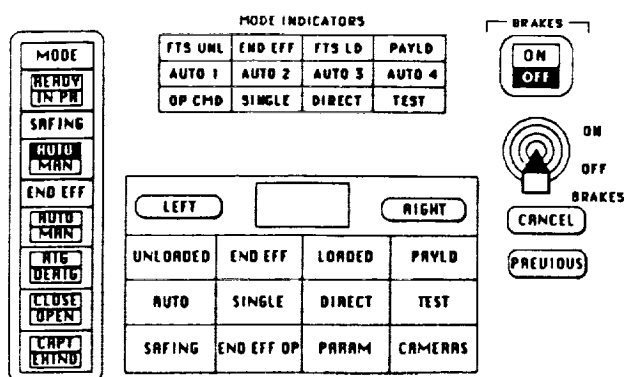 MODE INDICATORS
FTS UNL END EFF FTS LD PAYLD
AUTO 1 AUTO 2 AUTO 3 AUTO 4
OP CMD SINGLE DIRECT TEST
BRAKES
ON
OFF
ON
OFF
BRAKES
CANCEL
PREVIOUS
MODE
READY
IN PR
SAFING
AUTO
MAN
END EFF
AUTO
MAN
RIG
DERIG
CLOSE
OPEN
CAPT
LEFT RIGHT
UNLOADED END EFF LOADED PAYLD
AUTO SINGLE DIRECT TEST
SAFING END EFF OP PARAM CAMERAS